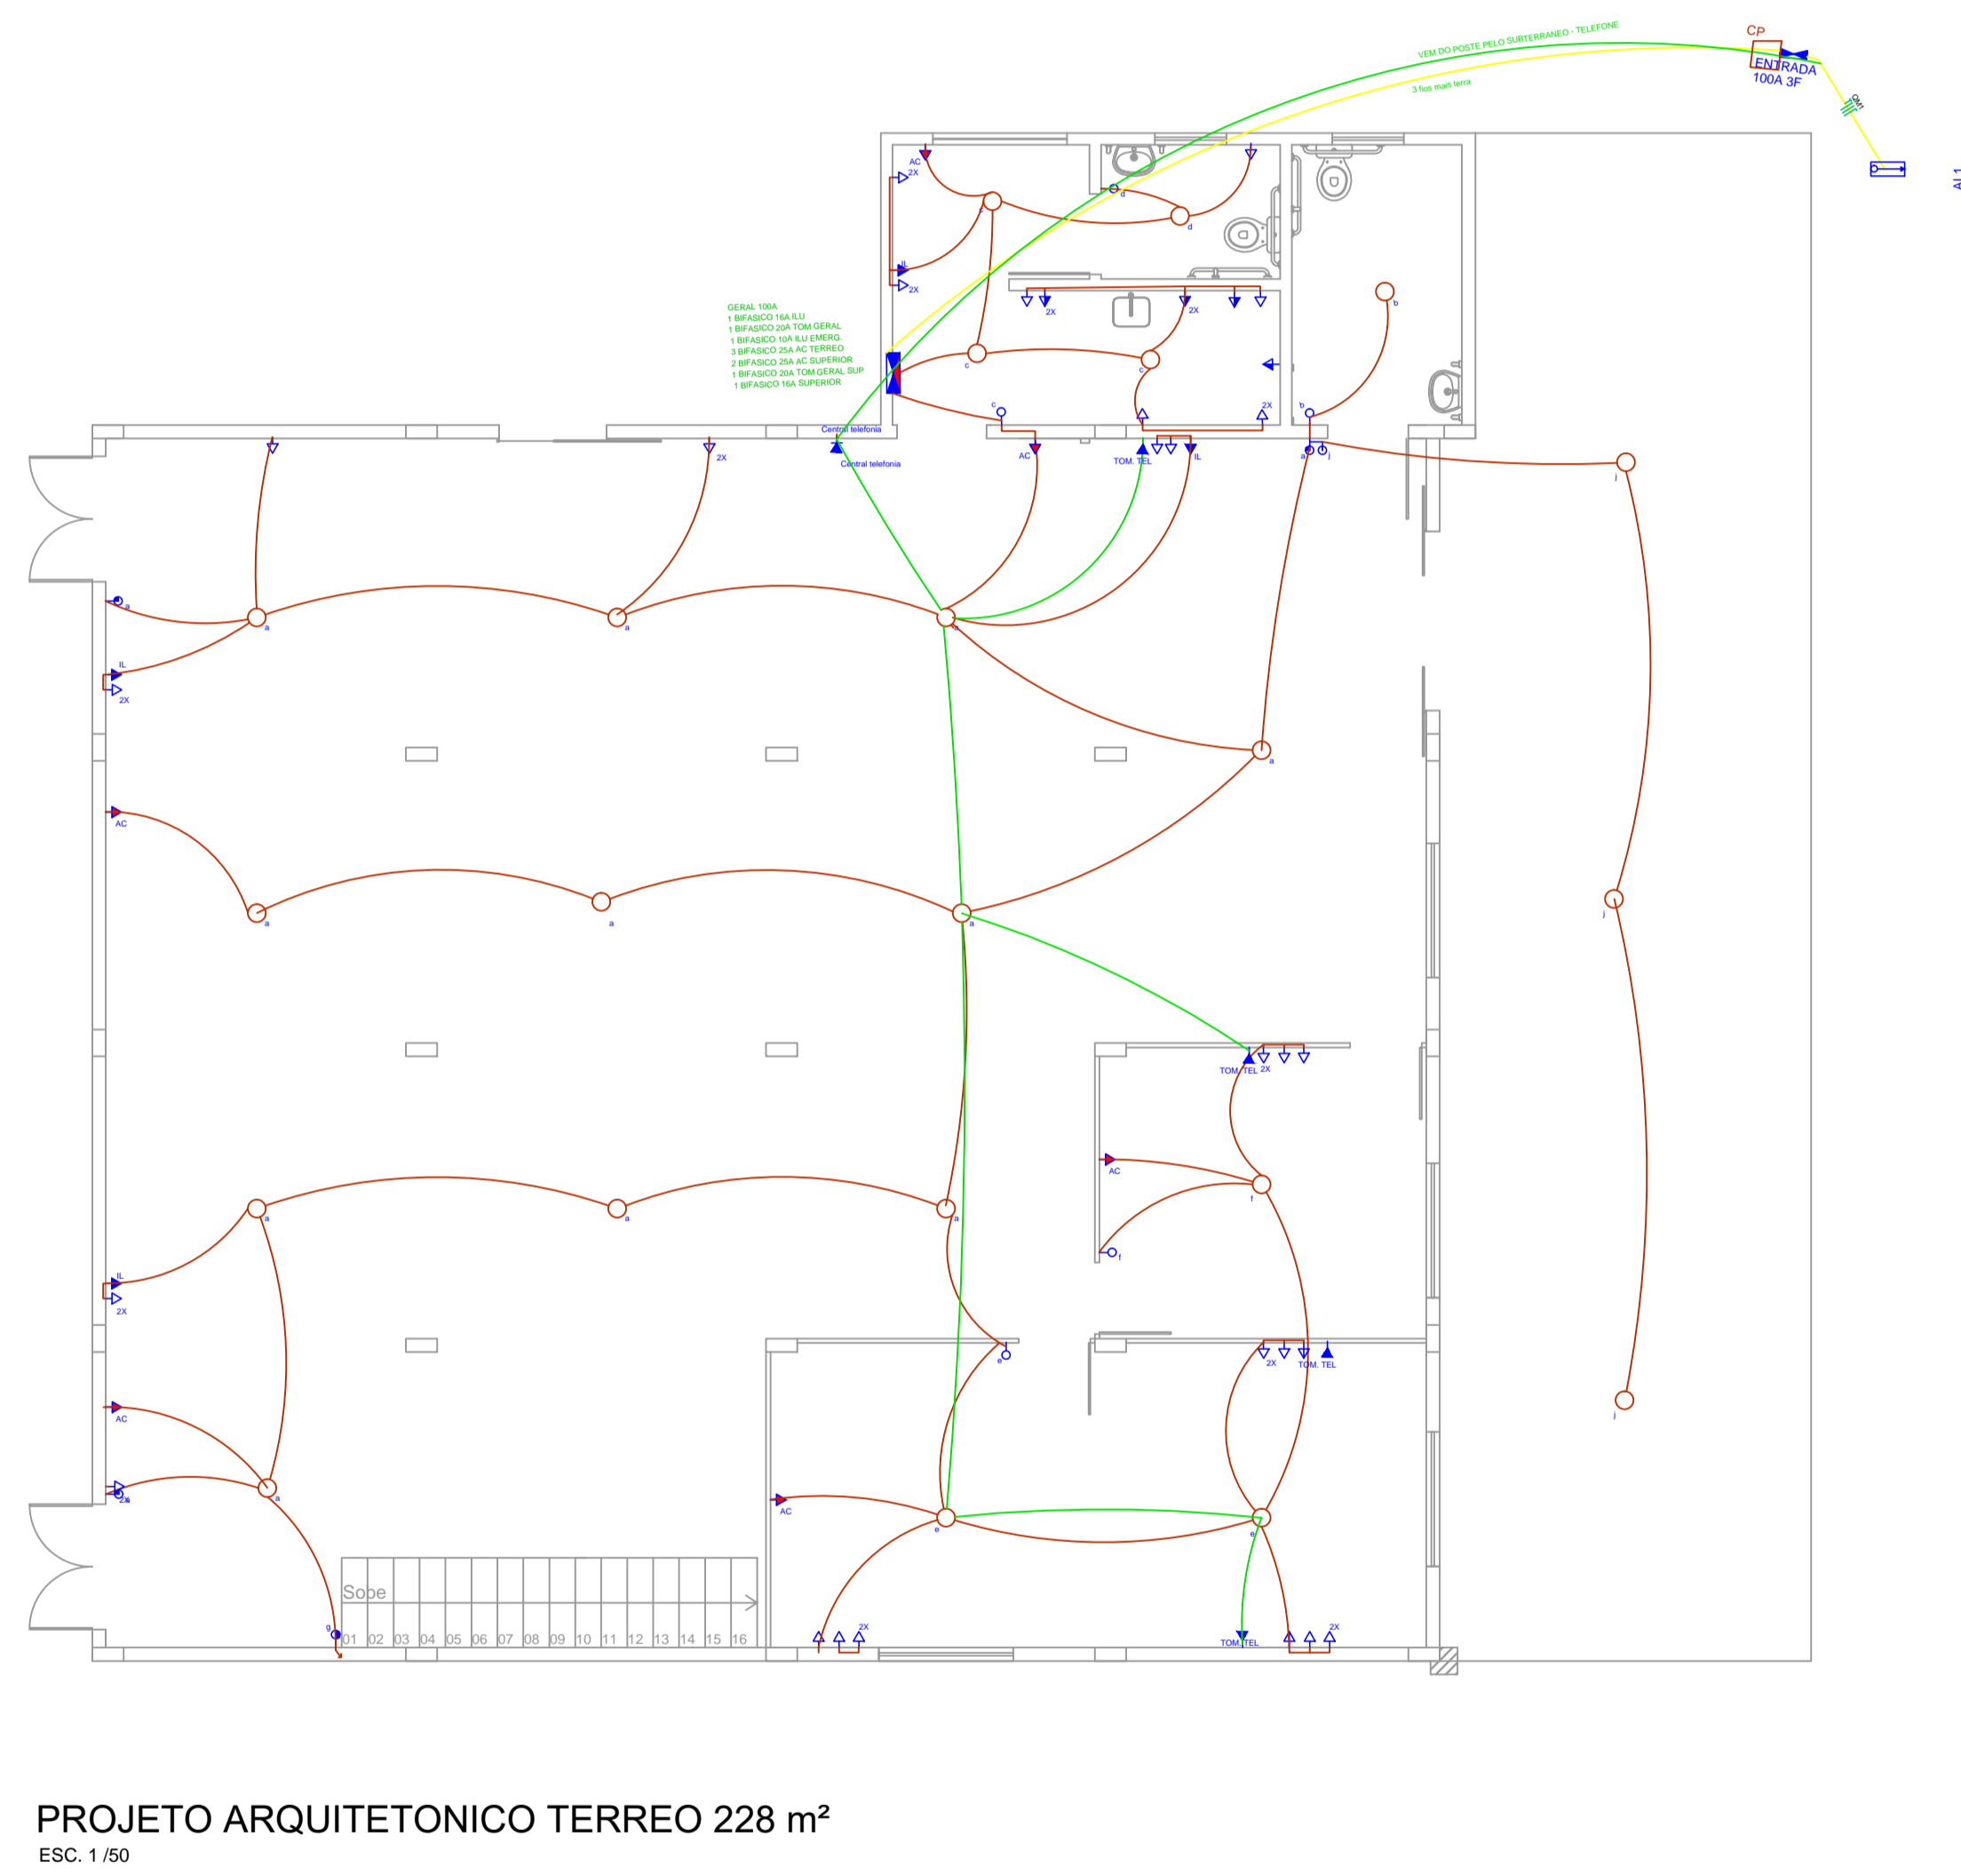 VEM DO POSTE PELO SUBTERRANEO - TELEFONE
CP
ENTRADA
100A 3F
3 fios mais terra
QM1
AL1
AC
2X
d
d
IL
2X
GERAL 100A
1 BIFASICO 16A ILU
1 BIFASICO 20A TOM GERAL
1 BIFASICO 10A ILU EMERG.
3 BIFASICO 25A AC TERREO
2 BIFASICO 25A AC SUPERIOR
1 BIFASICO 20A TOM GERAL SUP
1 BIFASICO 16A SUPERIOR
2X
2X
b
c
c
c
2X
b
Central telefonia
Central telefonia
2X
AC
TOM. TEL
IL
a
j
j
a
a
a
IL
2X
a
AC
a
a
a
j
TOM. TEL
2X
AC
f
f
a
a
a
IL
2X
e
2X
TOM. TEL
AC
a
2X
j
AC
e
e
Sobe
g
01 02 03 04 05 06 07 08 09 10 11 12 13 14 15 16
2X
TOM. TEL
2X
PROJETO ARQUITETONICO TERREO 228 m²
ESC. 1 /50